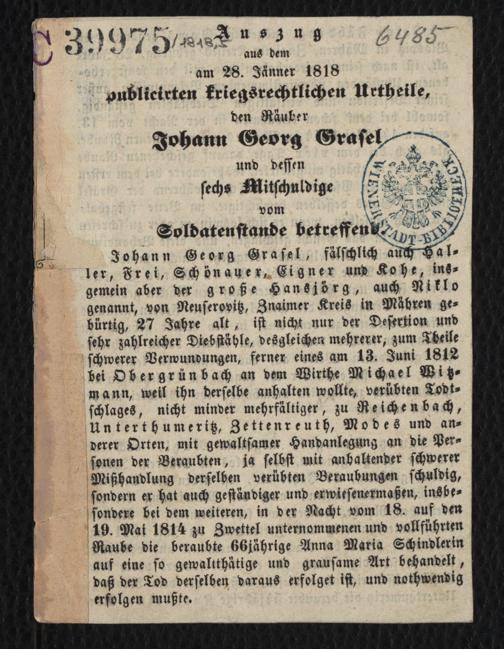 C 39975/1818,5 6485
Auszug
aus dem
am 28. Jänner 1818
publicirten kriegsrechtlichen Urtheile,
den Räuber
Johann Georg Grasel
und dessen
sechs Mitschuldige
vom
Soldatenstande betreffend
WIENER STADT-BIBLIOTHECK
Johann Georg Grasel, fälschlich auch Hal-
ler, Frei, Schönauer, Eigner und Kohe, ins-
gemein aber der große Hansjörg, auch Niklo
genannt, von Neuserovitz, Znaimer Kreis in Mähren ge-
bürtig, 27 Jahre alt, ist nicht nur der Desertion und
sehr zahlreicher Diebstähle, desgleichen mehrerer, zum Theile
schwerer Verwundungen, ferner eines am 13. Juni 1812
bei Obergrünbach an dem Wirthe Michael Witz-
mann, weil ihn derselbe anhalten wollte, verübten Todt-
schlages, nicht minder mehrfältiger, zu Reichenbach,
Unterthumeritz, Zettenreuth, Modes und an-
derer Orten, mit gewaltsamer Handanlegung an die Per-
sonen der Beraubten, ja selbst mit anhaltender schwerer
Mißhandlung derselben verübten Beraubungen schuldig,
sondern er hat auch geständiger und erwiesenermaßen, insbe-
sondere bei dem weiteren, in der Nacht vom 18. auf den
19. Mai 1814 zu Zwettel unternommenen und vollführten
Raube die beraubte 66jährige Anna Maria Schindlerin
auf eine so gewaltthätige und grausame Art behandelt,
daß der Tod derselben daraus erfolget ist, und nothwendig
erfolgen mußte.